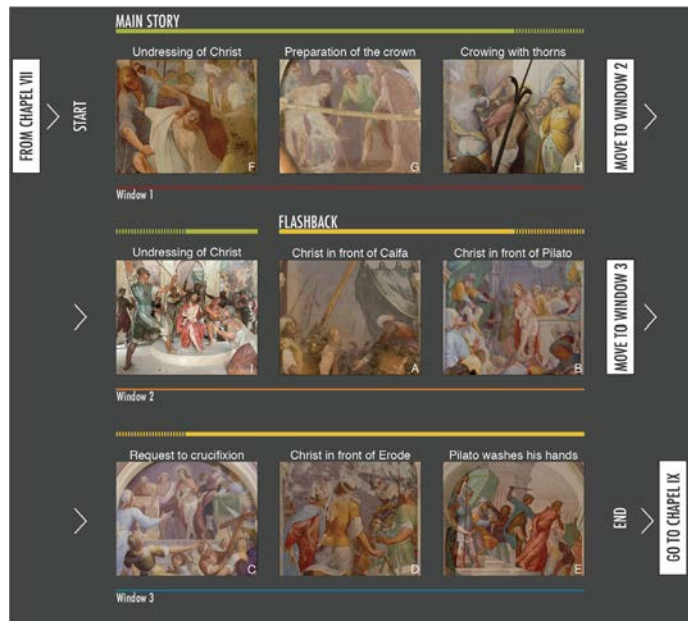 MAIN STORY
FROM CHAPEL VII
START
Undressing of Christ
Preparation of the crown
Crowing with thorns
F
G
H
MOVE TO WINDOW 2
Window 1
FLASHBACK
Undressing of Christ
Christ in front of Caifa
Christ in front of Pilato
I
A
B
MOVE TO WINDOW 3
Window 2
Request to crucifixion
Christ in front of Erode
Pilato washes his hands
C
D
E
END
GO TO CHAPEL IX
Window 3